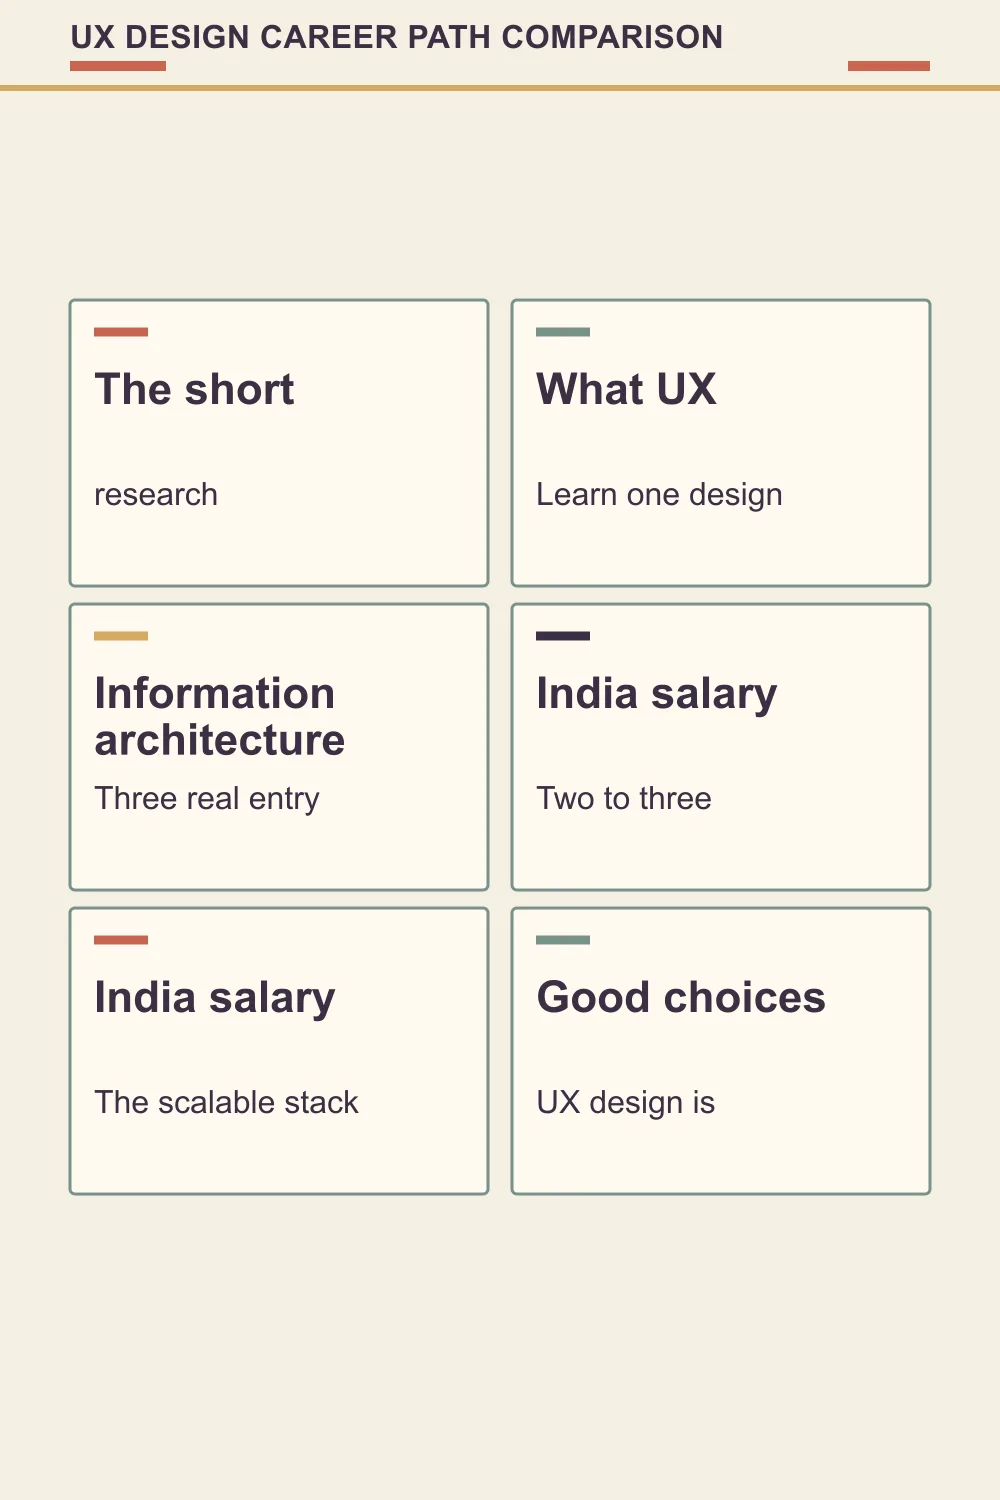 UX DESIGN CAREER PATH COMPARISON
The short
research
What UX
Learn one design
Information
architecture
Three real entry
India salary
Two to three
India salary
The scalable stack
Good choices
UX design is